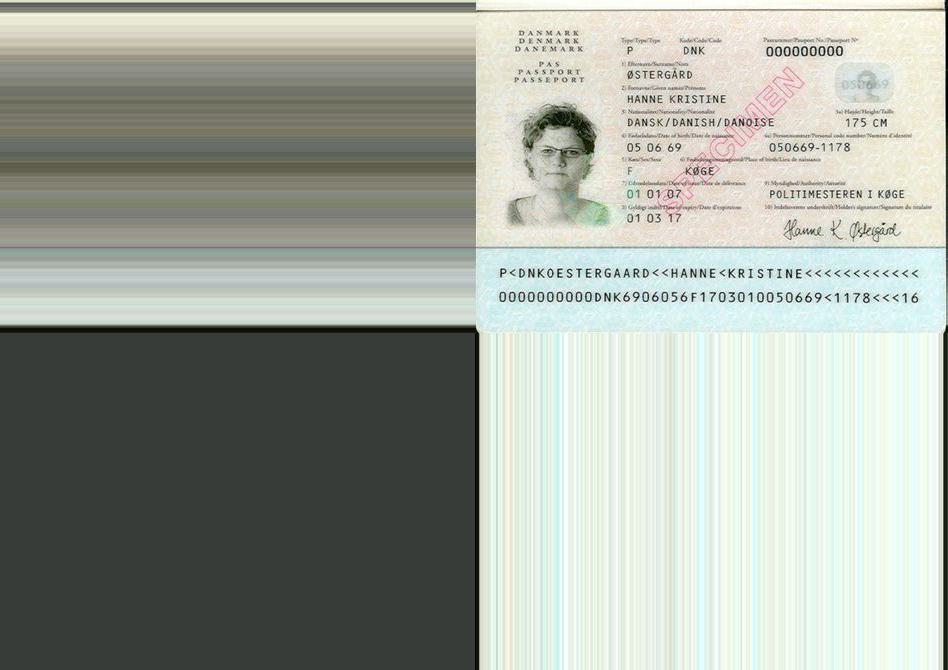 DANMARK
DENMARK
DANEMARK
PAS
PASSPORT
PASSEPORT
Type/Type/Type Kode/Code/Code Pasnummer/Passport No./Passeport Nº
P DNK 000000000
1) Efternavn/Surname/Nom
ØSTERGÅRD
050669
2) Fornavne/Given names/Prénoms
HANNE KRISTINE
3) Nationalitet/Nationality/Nationalité 3a) Højde/Height/Taille
DANSK/DANISH/DANOISE 175 CM
4) Fødselsdato/Date of birth/Date de naissance 4a) Personnummer/Personal code number/Numéro d'identité
05 06 69 050669-1178
5) Køn/Sex/Sexe 6) Place of birth/Lieu de naissance
F KØGE
7) Udstedelsesdato/Date of issue/Date de délivrance 9) Myndighed/Authority/Autorité
01 01 07 POLITIMESTEREN I KØGE
8) Gyldigt indtil/Date of expiry/Date d'expiration 10) Indehaverens underskrift/Holder's signature/Signature du titulaire
01 03 17
Hanne K Østergård
SPECIMEN
P<DNKOESTERGAARD<<HANNE<KRISTINE<<<<<<<<<<<<
0000000000DNK6906056F1703010050669<1178<<<16